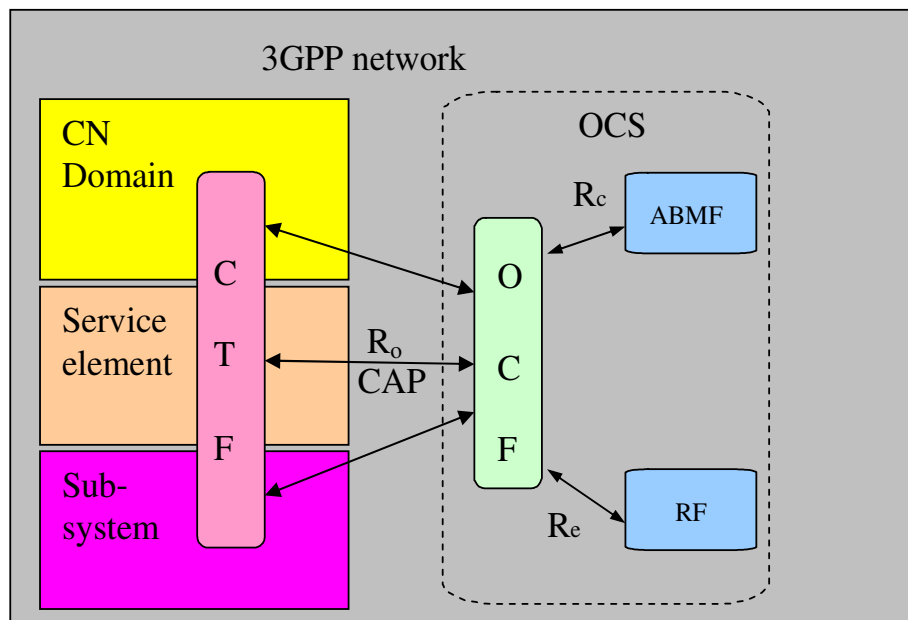 3GPP network
CN
Domain
Service
element
Sub-
system
C
T
F
Ro
CAP
OCS
O
C
F
Rc
ABMF
Re
RF